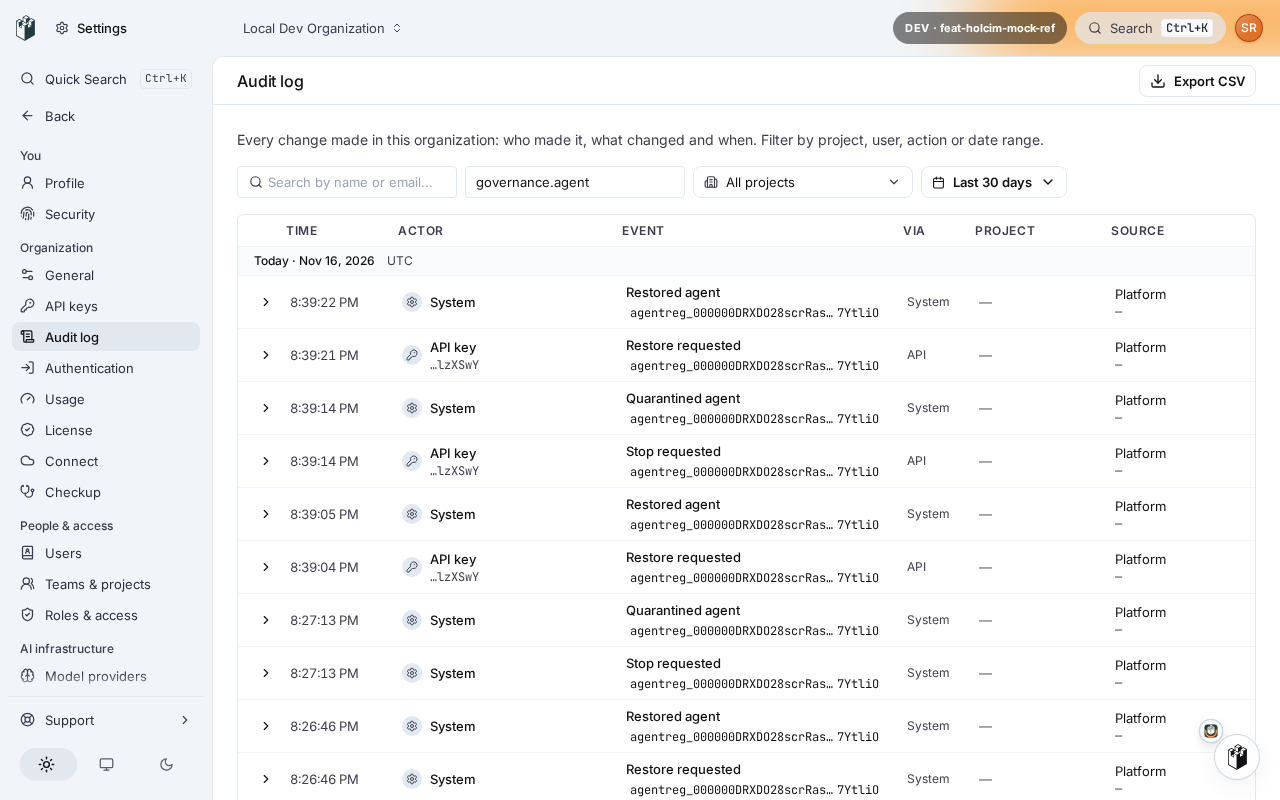 Settings
Local Dev Organization
DEV · feat-holcim-mock-ref
Search Ctrl+K
SR
Quick Search Ctrl+K
Back
You
Profile
Security
Organization
General
API keys
Audit log
Authentication
Usage
License
Connect
Checkup
People & access
Users
Teams & projects
Roles & access
AI infrastructure
Model providers
Support
Audit log
Export CSV
Every change made in this organization: who made it, what changed and when. Filter by project, user, action or date range.
Search by name or email... governance.agent All projects Last 30 days
TIME ACTOR EVENT VIA PROJECT SOURCE
Today · Nov 16, 2026 UTC
8:39:22 PM System Restored agent System — Platform
agentreg_000000DRXDO28scrRas… 7YtliO –
8:39:21 PM API key Restore requested API — Platform
…lzXSwY agentreg_000000DRXDO28scrRas… 7YtliO –
8:39:14 PM System Quarantined agent System — Platform
agentreg_000000DRXDO28scrRas… 7YtliO –
8:39:14 PM API key Stop requested API — Platform
…lzXSwY agentreg_000000DRXDO28scrRas… 7YtliO –
8:39:05 PM System Restored agent System — Platform
agentreg_000000DRXDO28scrRas… 7YtliO –
8:39:04 PM API key Restore requested API — Platform
…lzXSwY agentreg_000000DRXDO28scrRas… 7YtliO –
8:27:13 PM System Quarantined agent System — Platform
agentreg_000000DRXDO28scrRas… 7YtliO –
8:27:13 PM System Stop requested System — Platform
agentreg_000000DRXDO28scrRas… 7YtliO –
8:26:46 PM System Restored agent System — Platform
agentreg_000000DRXDO28scrRas… 7YtliO –
8:26:46 PM System Restore requested System — Platform
agentreg_000000DRXDO28scrRas… 7YtliO –